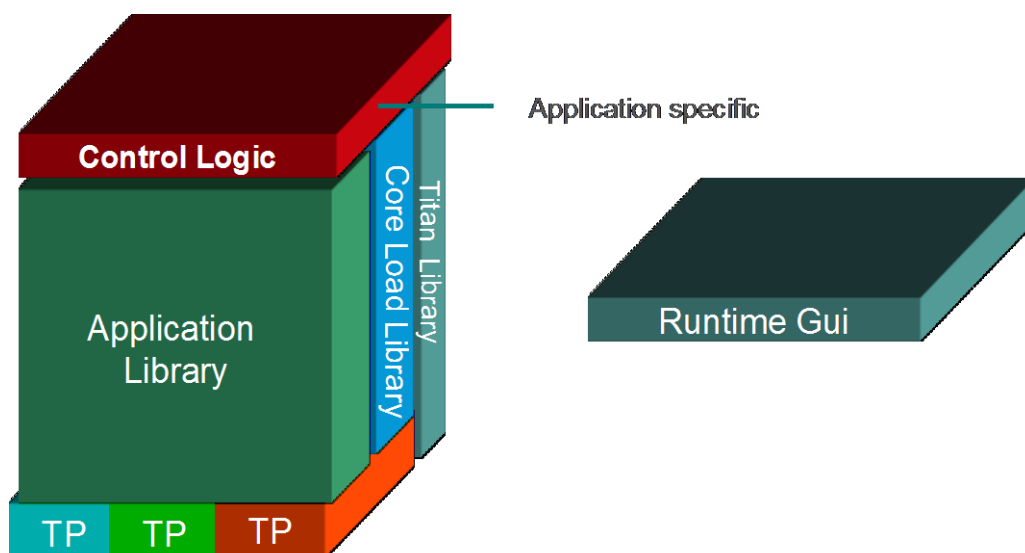 Application specific
Control Logic
Core Load Library
Titan Library
Application
Library
Runtime Gui
TP
TP
TP